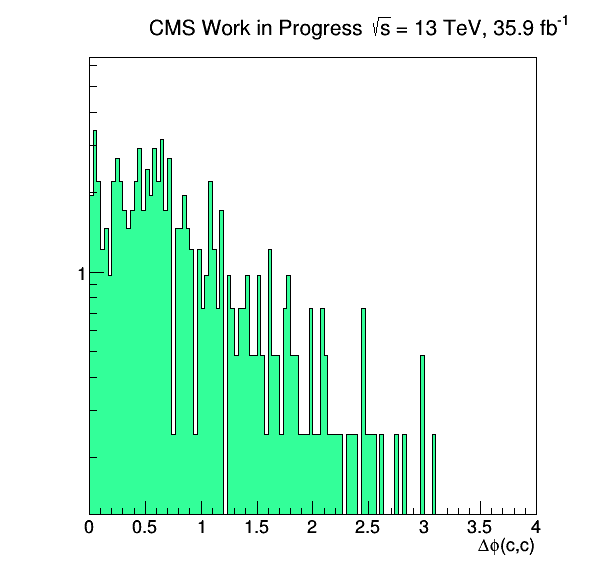 CMS Work in Progress √s = 13 TeV, 35.9 fb⁻¹
1
0 0.5 1 1.5 2 2.5 3 3.5 4
Δϕ(c,c)